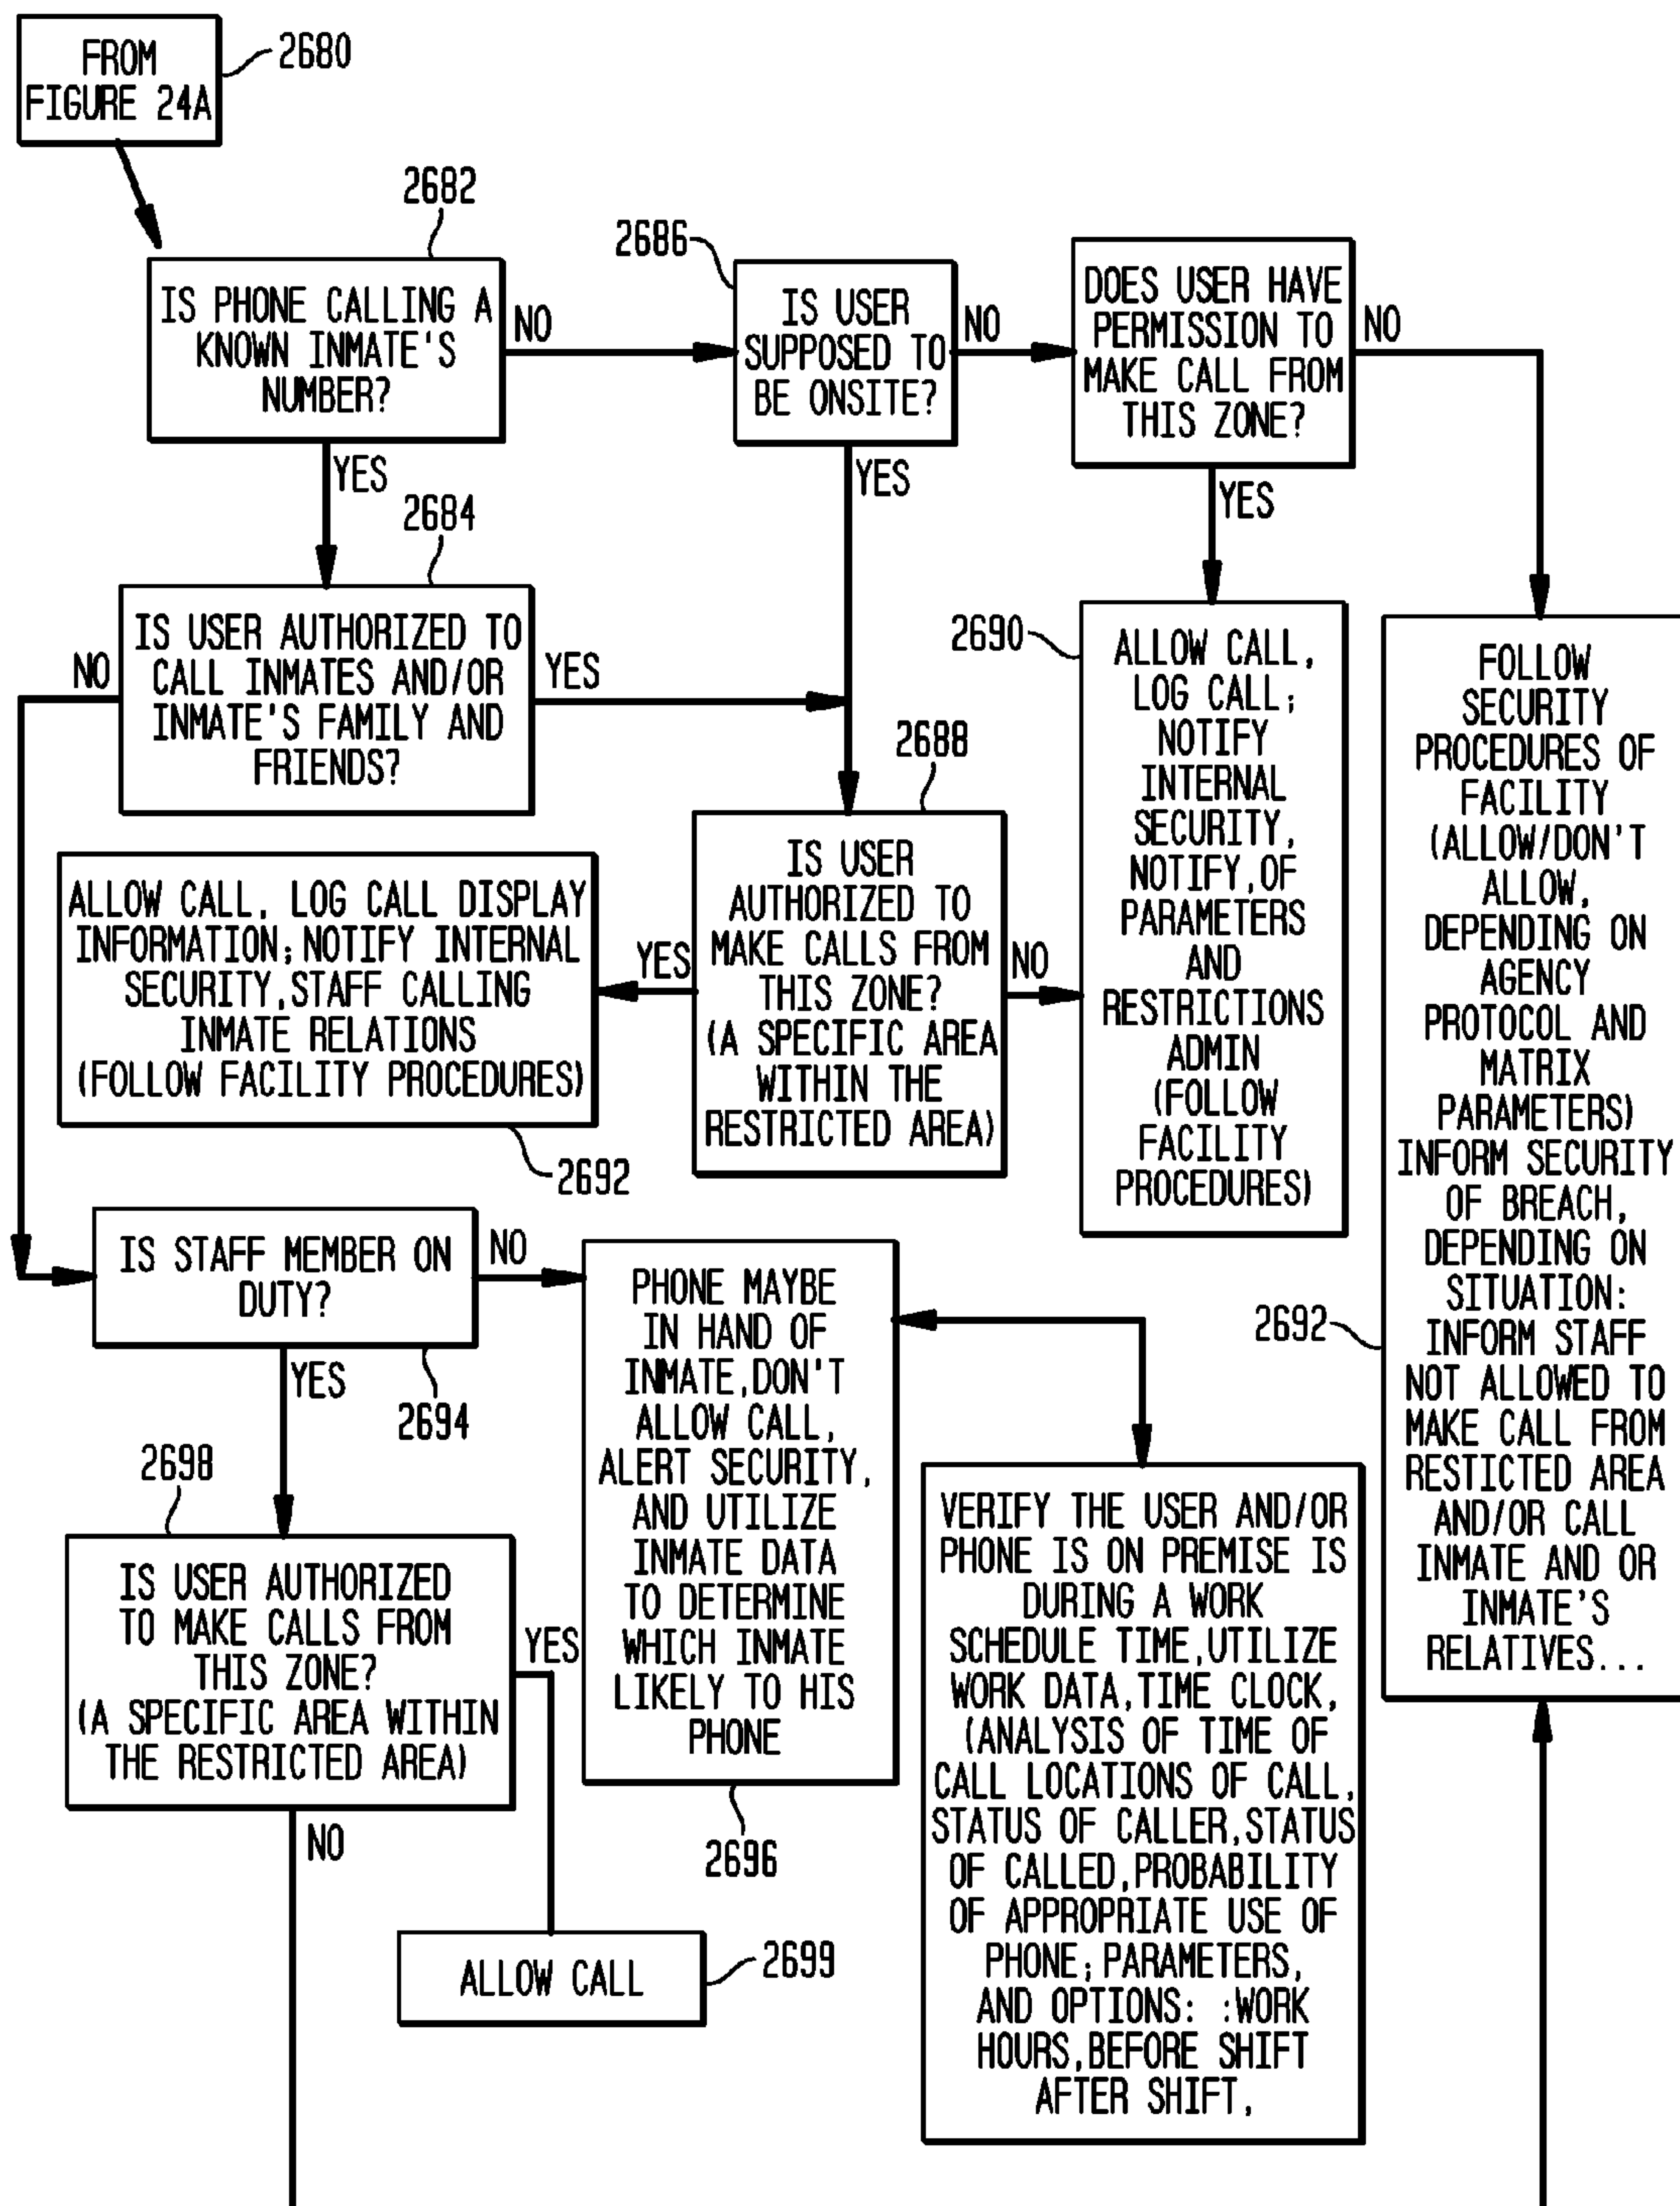 FROM
FIGURE 24A
2680
2682
IS PHONE CALLING A
KNOWN INMATE'S
NUMBER?
NO
YES
2686
IS USER
SUPPOSED TO
BE ONSITE?
NO
YES
DOES USER HAVE
PERMISSION TO
MAKE CALL FROM
THIS ZONE?
NO
YES
2684
IS USER AUTHORIZED TO
CALL INMATES AND/OR
INMATE'S FAMILY AND
FRIENDS?
NO
YES
2688
IS USER
AUTHORIZED TO
MAKE CALLS FROM
THIS ZONE?
(A SPECIFIC AREA
WITHIN THE
RESTRICTED AREA)
YES
NO
2690
ALLOW CALL,
LOG CALL;
NOTIFY
INTERNAL
SECURITY,
NOTIFY,OF
PARAMETERS
AND
RESTRICTIONS
ADMIN
(FOLLOW
FACILITY
PROCEDURES)
FOLLOW
SECURITY
PROCEDURES OF
FACILITY
(ALLOW/DON'T
ALLOW,
DEPENDING ON
AGENCY
PROTOCOL AND
MATRIX
PARAMETERS)
INFORM SECURITY
OF BREACH,
DEPENDING ON
SITUATION:
INFORM STAFF
NOT ALLOWED TO
MAKE CALL FROM
RESTICTED AREA
AND/OR CALL
INMATE AND OR
INMATE'S
RELATIVES...
2692
ALLOW CALL, LOG CALL DISPLAY
INFORMATION;NOTIFY INTERNAL
SECURITY,STAFF CALLING
INMATE RELATIONS
(FOLLOW FACILITY PROCEDURES)
2692
IS STAFF MEMBER ON
DUTY?
NO
YES
2694
PHONE MAYBE
IN HAND OF
INMATE,DON'T
ALLOW CALL,
ALERT SECURITY,
AND UTILIZE
INMATE DATA
TO DETERMINE
WHICH INMATE
LIKELY TO HIS
PHONE
2696
2698
IS USER AUTHORIZED
TO MAKE CALLS FROM
THIS ZONE?
(A SPECIFIC AREA WITHIN
THE RESTRICTED AREA)
YES
NO
ALLOW CALL
2699
VERIFY THE USER AND/OR
PHONE IS ON PREMISE IS
DURING A WORK
SCHEDULE TIME,UTILIZE
WORK DATA,TIME CLOCK,
(ANALYSIS OF TIME OF
CALL LOCATIONS OF CALL,
STATUS OF CALLER,STATUS
OF CALLED,PROBABILITY
OF APPROPRIATE USE OF
PHONE;PARAMETERS,
AND OPTIONS: :WORK
HOURS,BEFORE SHIFT
AFTER SHIFT,